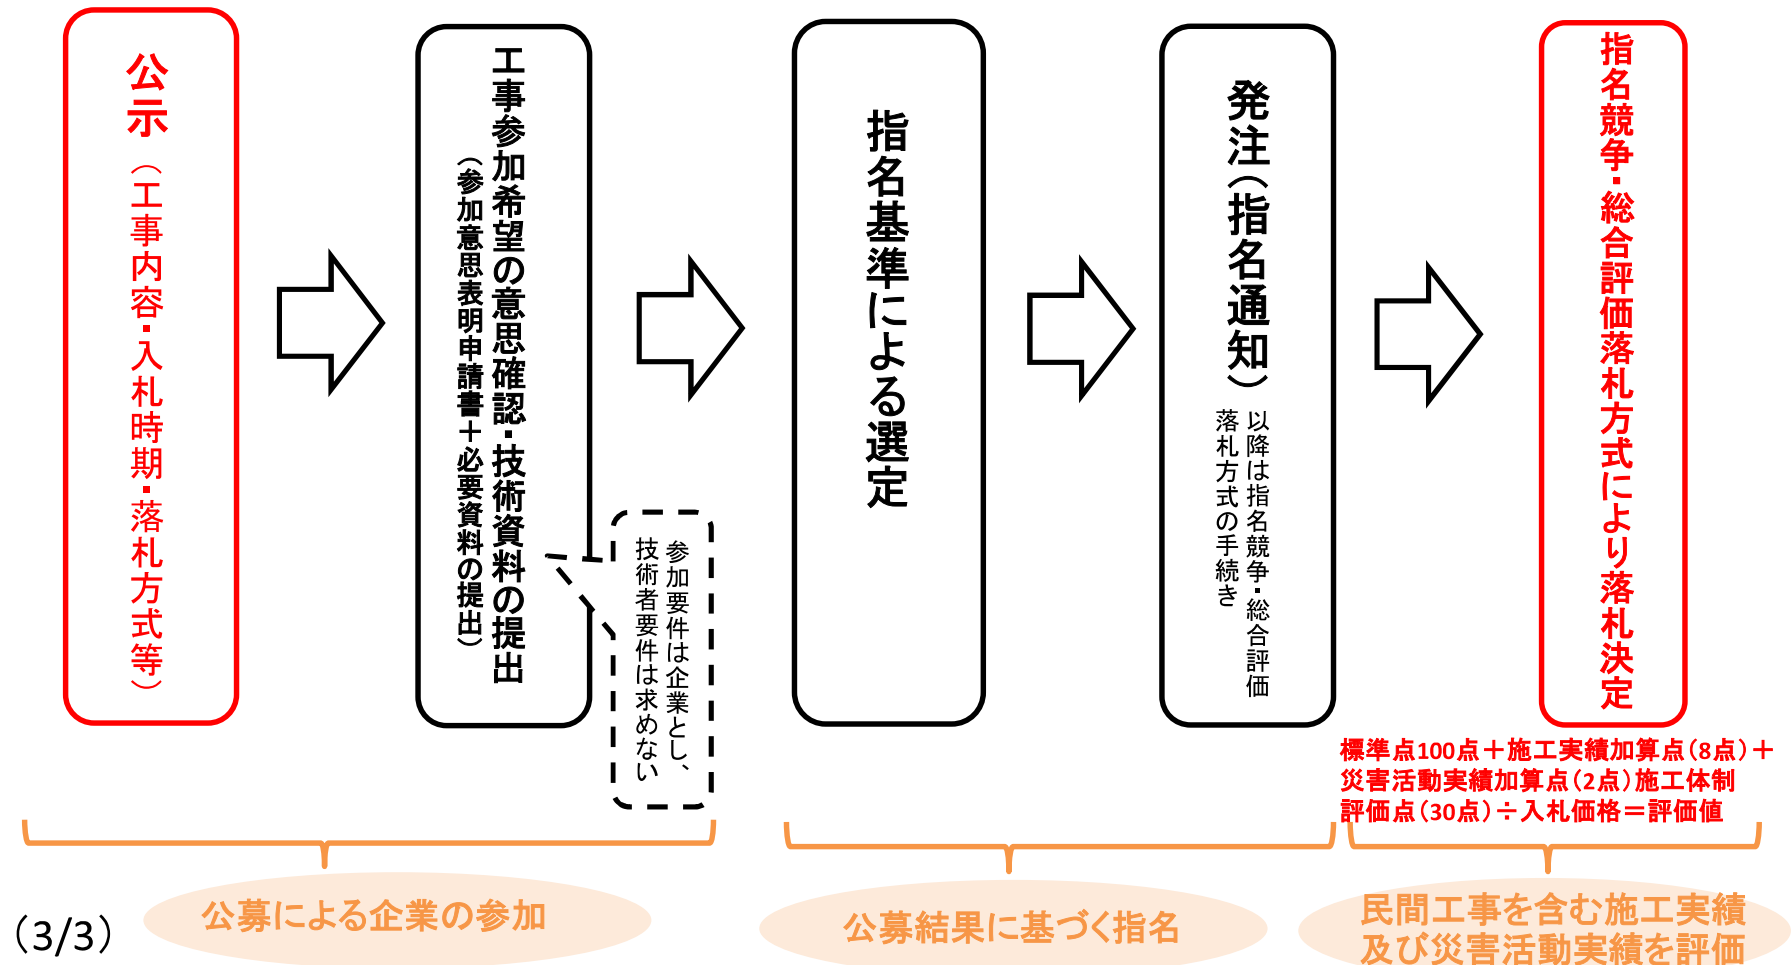 公示（工事内容・入札時期・落札方式等）
工事参加希望の意思確認・技術資料の提出
（参加意思表明申請書＋必要資料の提出）
参加要件は企業とし、
技術者要件は求めない
指名基準による選定
発注（指名通知）
以降は指名競争・総合評価
落札方式の手続き
指名競争・総合評価落札方式により落札決定
標準点100点＋施工実績加算点（8点）＋
災害活動実績加算点（2点）施工体制
評価点（30点）÷入札価格＝評価値
公募による企業の参加
公募結果に基づく指名
民間工事を含む施工実績
及び災害活動実績を評価
（3/3）